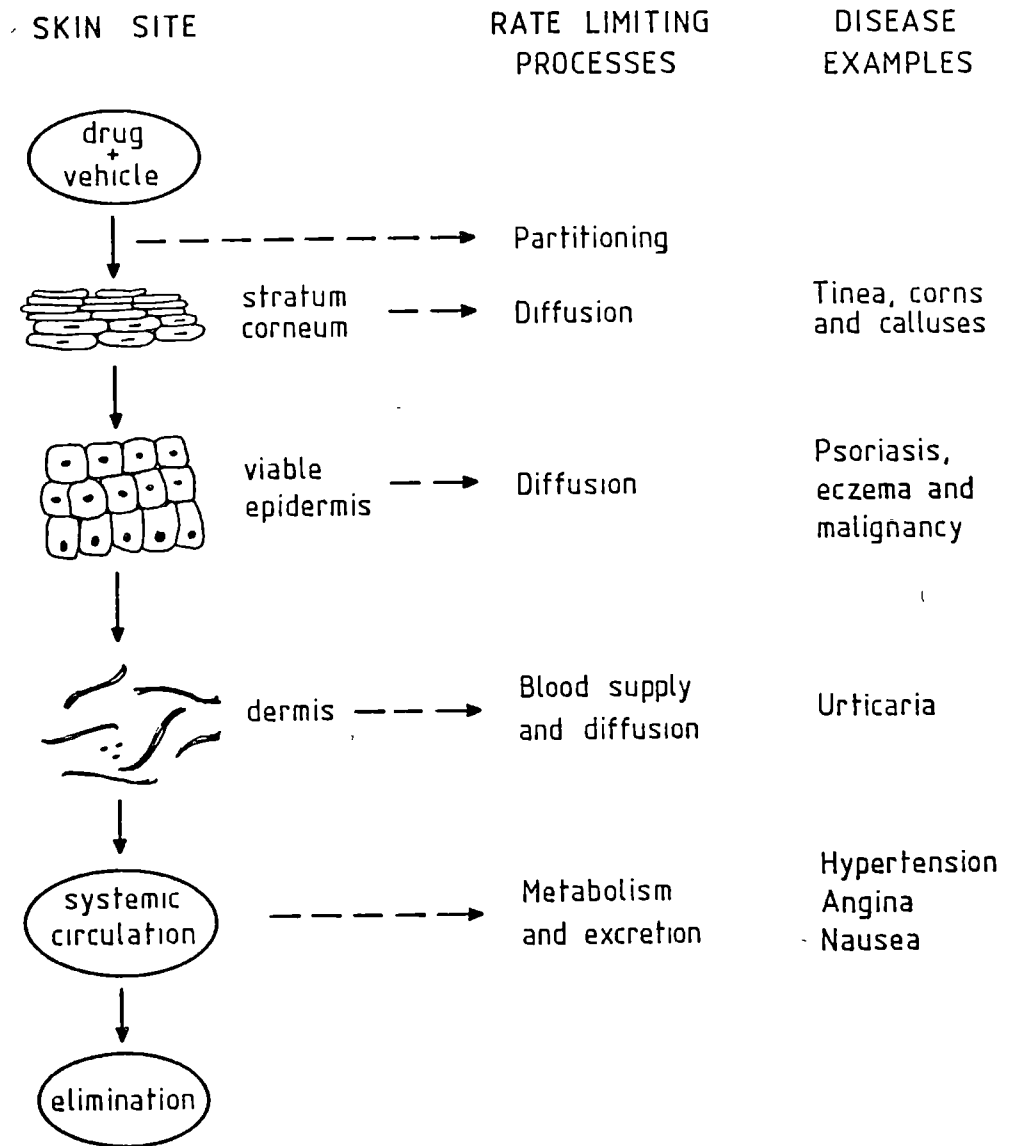 SKIN SITE
RATE LIMITING
PROCESSES
DISEASE
EXAMPLES
drug
+
vehicle
Partitioning
stratum
corneum
Diffusion
Tinea, corns
and calluses
viable
epidermis
Diffusion
Psoriasis,
eczema and
malignancy
dermis
Blood supply
and diffusion
Urticaria
systemic
circulation
Metabolism
and excretion
Hypertension
Angina
Nausea
elimination